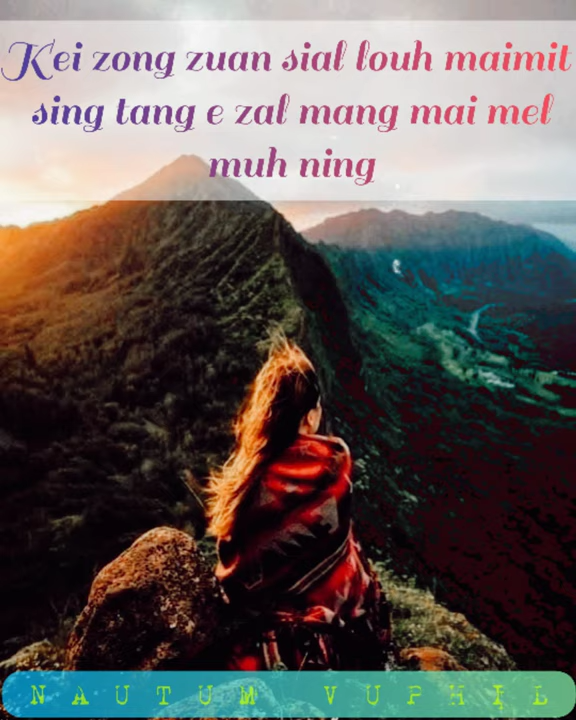 Kei zong zuan sial louh maimit
sing tang e zal mang mai mel
muh ning
NAUTUM VUPHIL